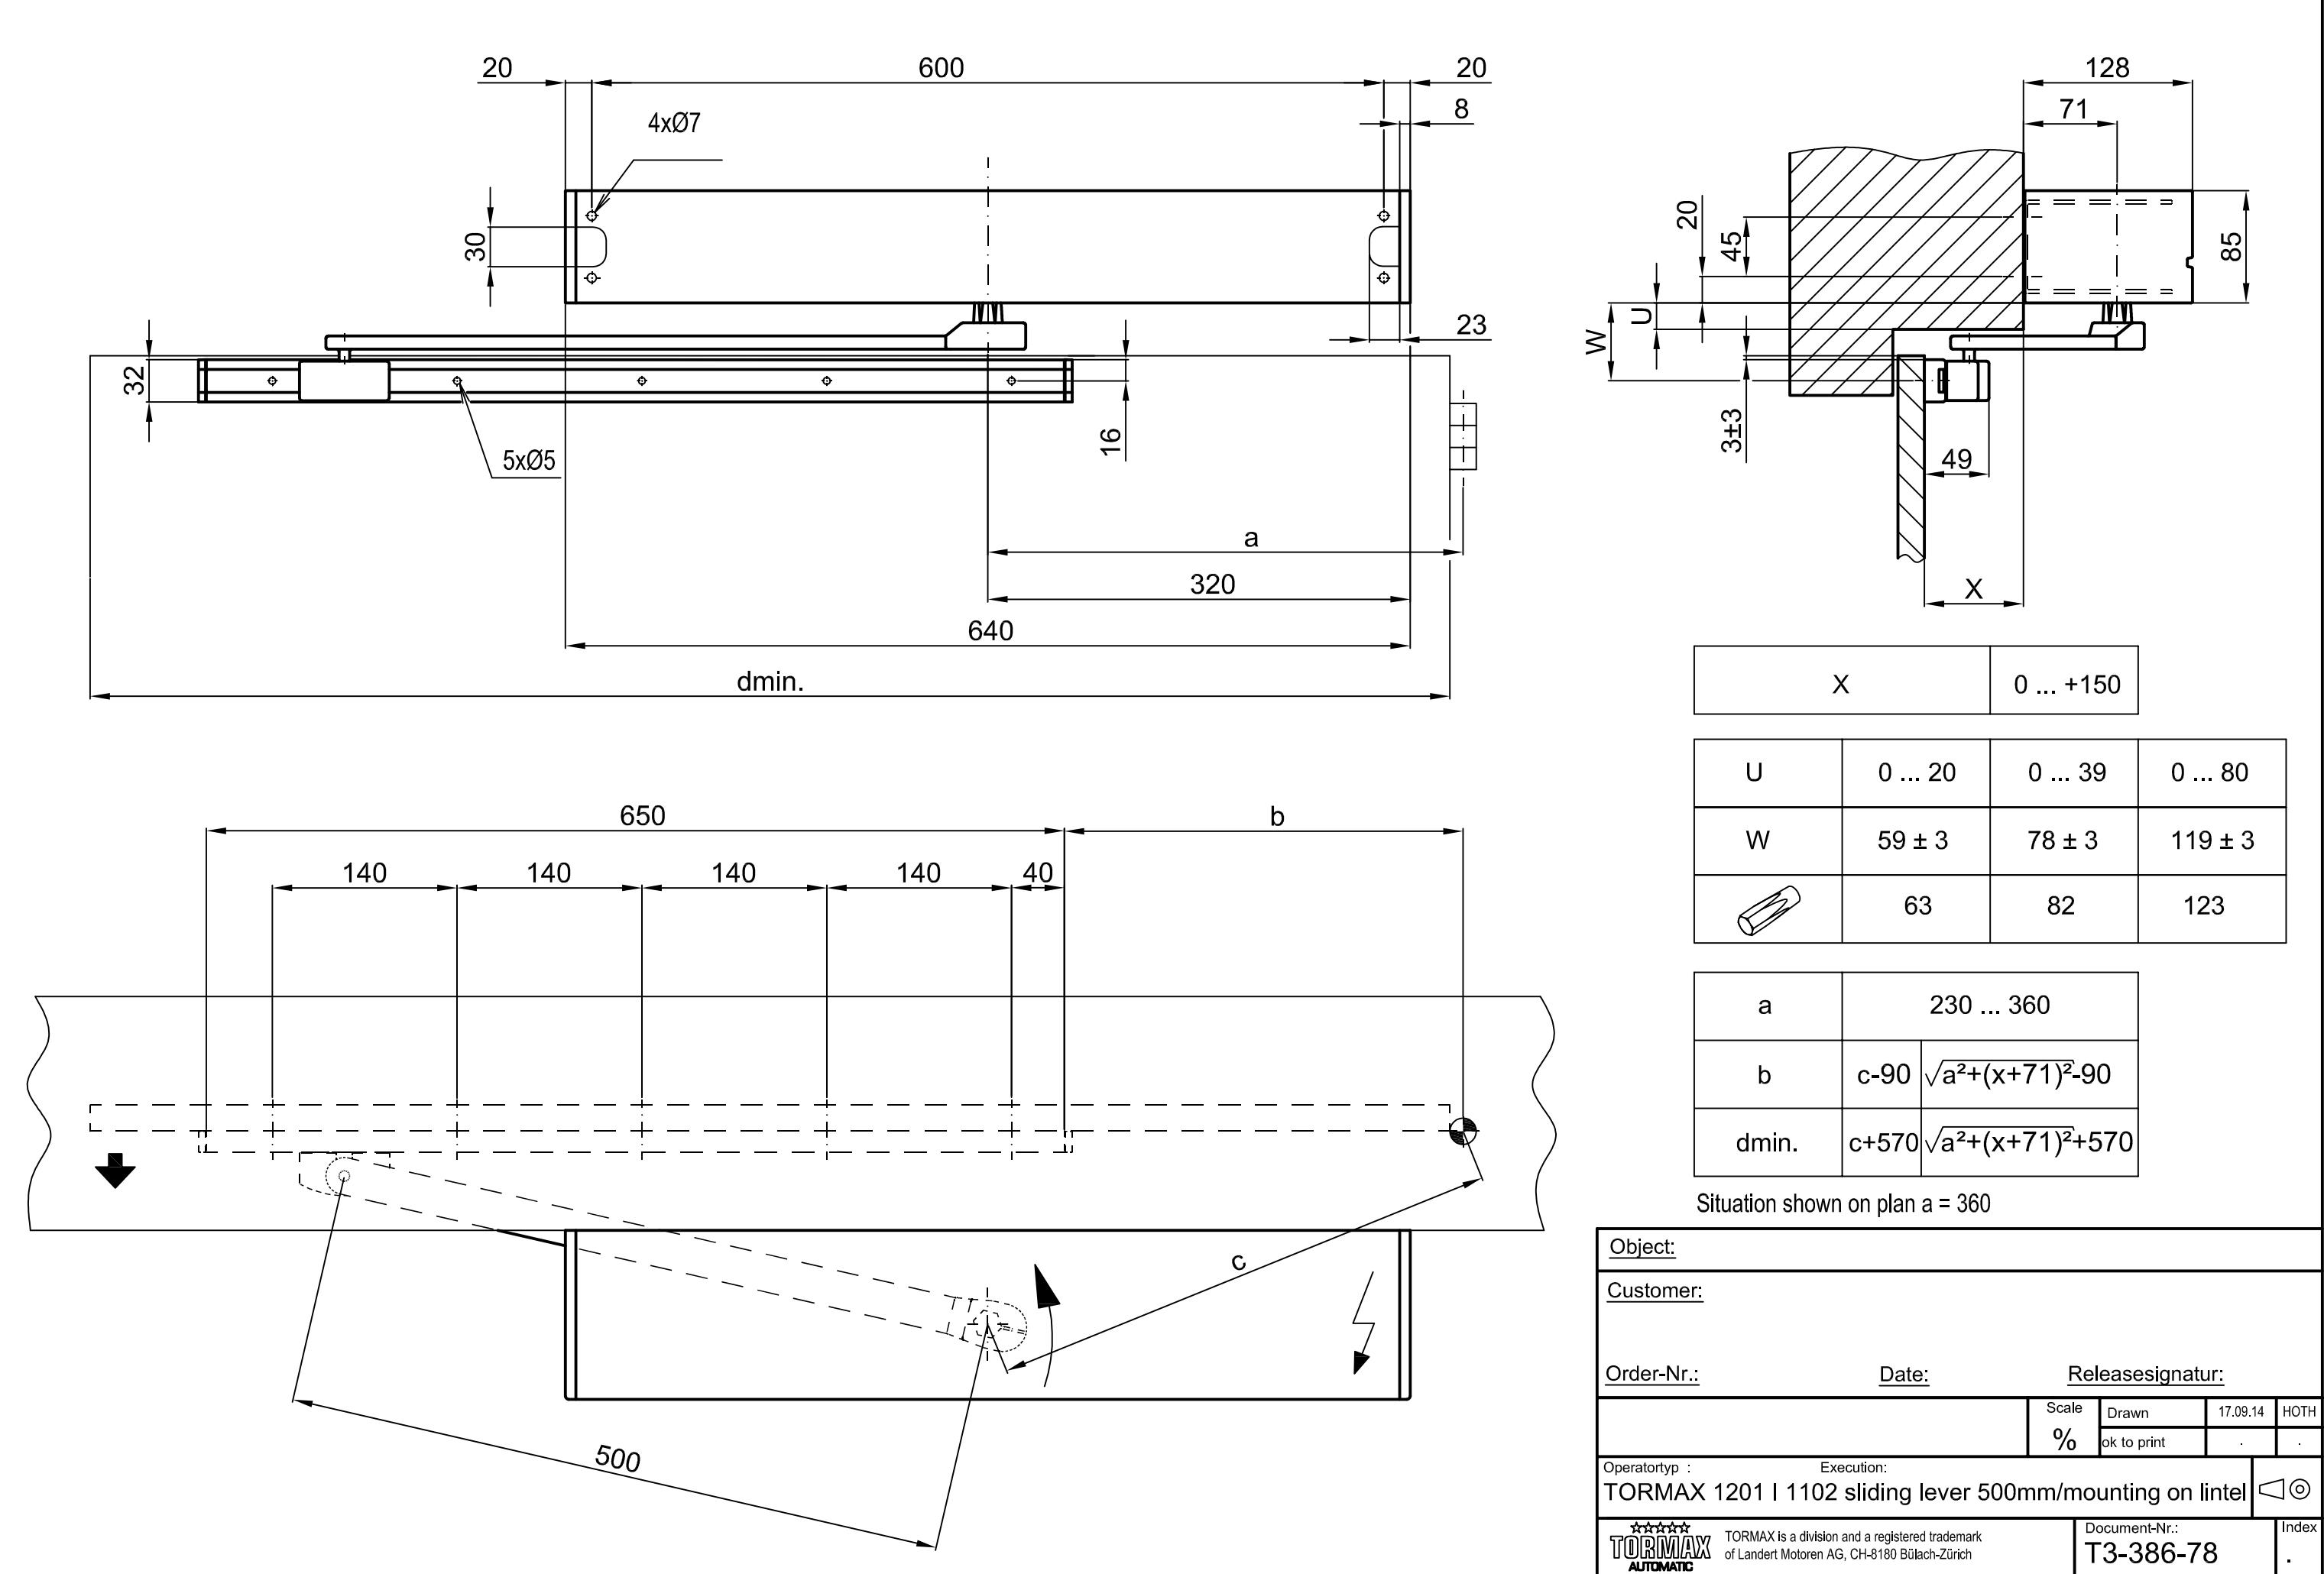 20
600
20
8
4xØ7
30
23
32
16
5xØ5
a
320
640
dmin.
128
71
20
45
85
U
W
3±3
49
X
X 0 ... +150
U 0 ... 20 0 ... 39 0 ... 80
W 59 ± 3 78 ± 3 119 ± 3
63 82 123
a 230 ... 360
b c-90 √a²+(x+71)²-90
dmin. c+570 √a²+(x+71)²+570
Situation shown on plan a = 360
650
b
140 140 140 140 40
c
500
Object:
Customer:
Order-Nr.: Date: Releasesignatur:
Scale Drawn 17.09.14 HOTH
% ok to print . .
Operatortyp : Execution:
TORMAX 1201 I 1102 sliding lever 500mm/mounting on lintel
TORMAX
AUTOMATIC
TORMAX is a division and a registered trademark
of Landert Motoren AG, CH-8180 Bülach-Zürich
Document-Nr.: Index
T3-386-78 .